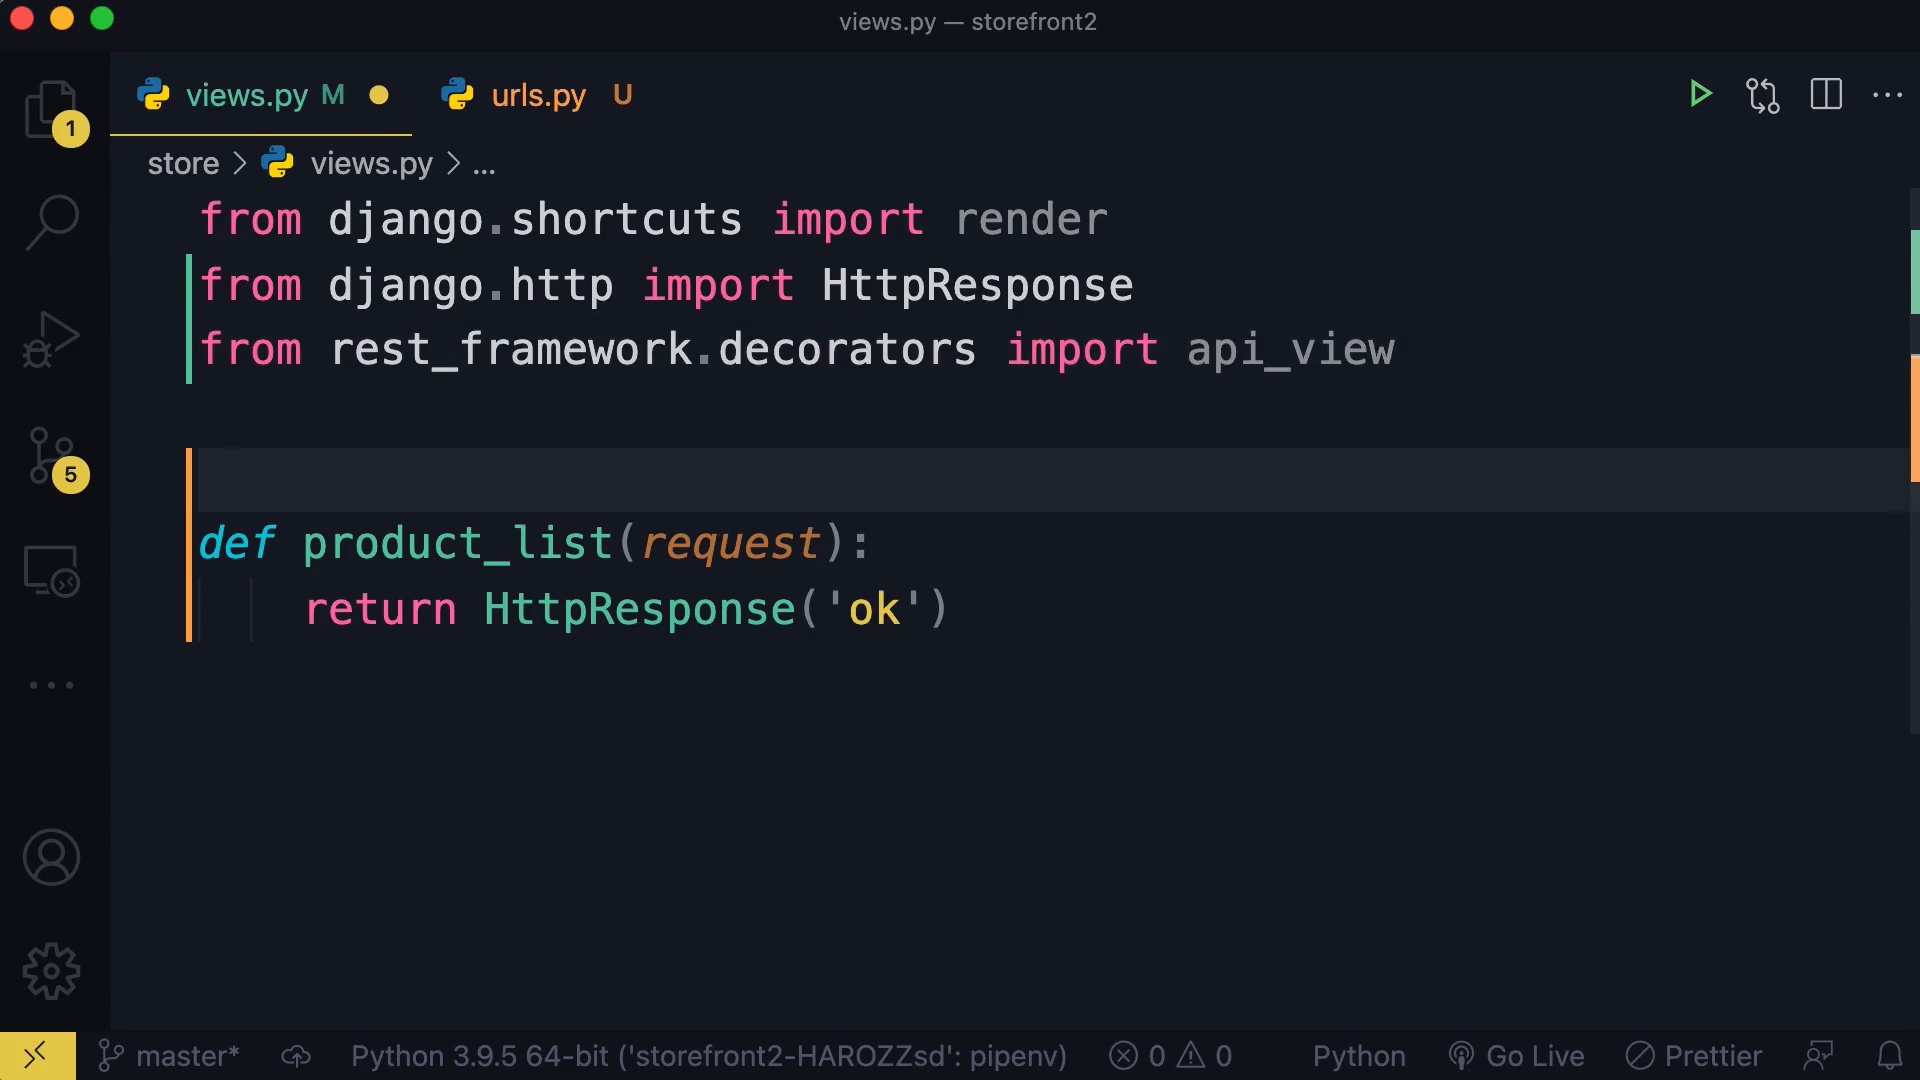 views.py — storefront2
views.py M urls.py U
store > views.py > ...
from django.shortcuts import render
from django.http import HttpResponse
from rest_framework.decorators import api_view
def product_list(request):
return HttpResponse('ok')
1
5
master* Python 3.9.5 64-bit ('storefront2-HAROZZsd': pipenv) 0 0 Python Go Live Prettier